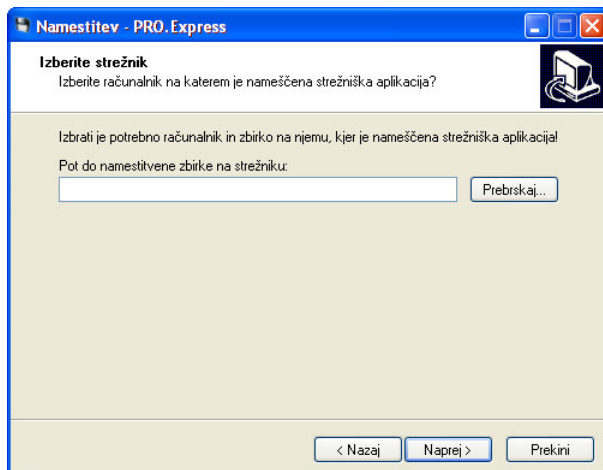 Namestitev - PRO.Express
Izberite strežnik
Izberite računalnik na katerem je nameščena strežniška aplikacija?
Izbrati je potrebno računalnik in zbirko na njemu, kjer je nameščena strežniška aplikacija!
Pot do namestitvene zbirke na strežniku:
Prebrskaj...
< Nazaj
Naprej >
Prekini